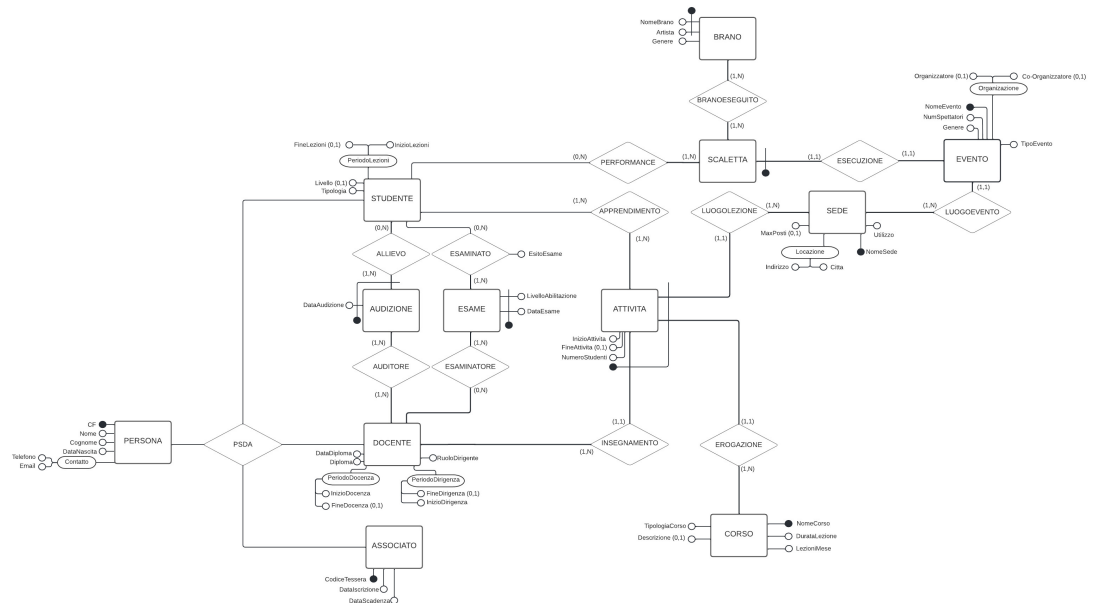 NomeBrano
Artista
Genere
BRANO
(1,N)
BRANOESEGUITO
(1,N)
Organizzatore (0,1)
Co-Organizzatore (0,1)
Organizazione
NomeEvento
NumSpettatori
Genere
TipoEvento
FineLezioni (0,1)
InizioLezioni
PeriodoLezioni
(0,N)
PERFORMANCE
(1,N)
SCALETTA
(1,1)
ESECUZIONE
(1,1)
EVENTO
(1,1)
Livello (0,1)
Tipologia
STUDENTE
(1,N)
APPRENDIMENTO
(1,N)
LUOGOLEZIONE
(1,N)
(1,1)
SEDE
(1,N)
LUOGOEVENTO
MaxPosti (0,1)
Utilizzo
Locazione
NomeSede
Indirizzo
Citta
(0,N)
(0,N)
ALLIEVO
ESAMINATO
EsitoEsame
(1,N)
(1,N)
DataAudizione
AUDIZIONE
ESAME
LivelloAbilitazione
DataEsame
ATTIVITA
InizioAttivita
FineAttivita (0,1)
NumeroStudenti
(1,N)
(1,N)
AUDITORE
ESAMINATORE
(1,N)
(0,N)
CF
Nome
Cognome
DataNascita
Telefono
Email
Contatto
PERSONA
PSDA
DOCENTE
DataDiploma
Diploma
RuoloDirigente
PeriodoDocenza
PeriodoDirigenza
InizioDocenza
FineDocenza (0,1)
FineDirigenza (0,1)
InizioDirigenza
(1,1)
INSEGNAMENTO
(1,N)
(1,1)
EROGAZIONE
(1,N)
TipologiaCorso
Descrizione (0,1)
CORSO
NomeCorso
DurataLezione
LezioniMese
ASSOCIATO
CodiceTessera
DataIscrizione
DataScadenza